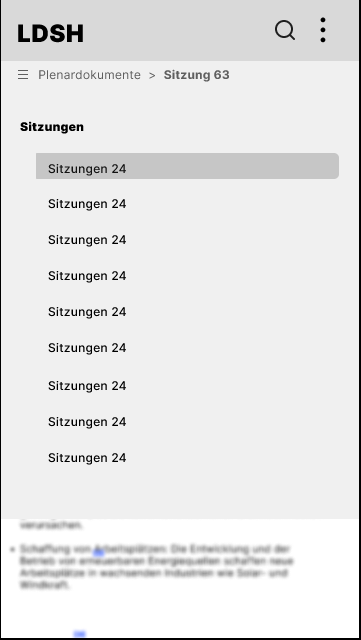 LDSH
Plenardokumente > Sitzung 63
Sitzungen
Sitzungen 24
Sitzungen 24
Sitzungen 24
Sitzungen 24
Sitzungen 24
Sitzungen 24
Sitzungen 24
Sitzungen 24
Sitzungen 24
verursachen.
• Schaffung von Arbeitsplätzen: Die Entwicklung und der
Betrieb von erneuerbaren Energiequellen schaffen neue
Arbeitsplätze in wachsenden Industrien wie Solar- und
Windkraft.